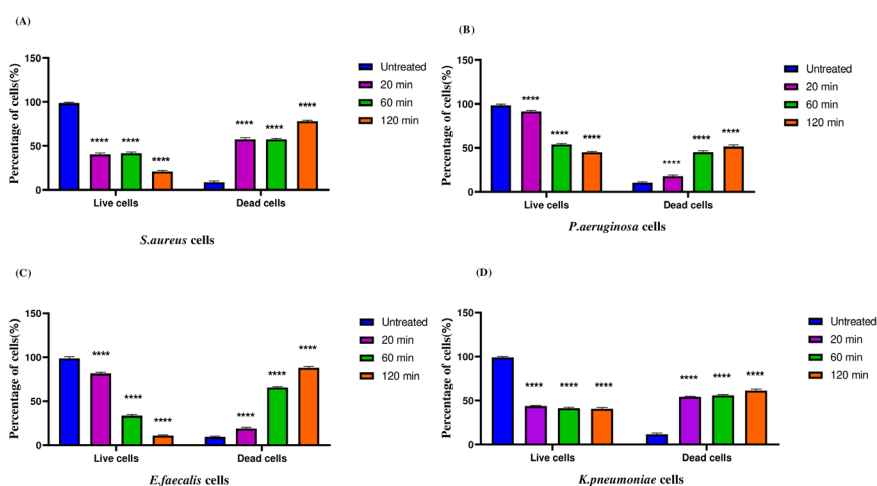 (A)
Percentage of cells(%)
150
100
50
0
****
****
****
****
****
****
Live cells
Dead cells
S.aureus cells
Untreated
20 min
60 min
120 min
(B)
Percentage of cells(%)
150
100
50
0
****
****
****
****
****
****
Live cells
Dead cells
P.aeruginosa cells
Untreated
20 min
60 min
120 min
(C)
Percentage of cells(%)
150
100
50
0
****
****
****
****
****
****
Live cells
Dead cells
E.faecalis cells
Untreated
20 min
60 min
120 min
(D)
Percentage of cells(%)
150
100
50
0
****
****
****
****
****
****
Live cells
Dead cells
K.pneumoniae cells
Untreated
20 min
60 min
120 min